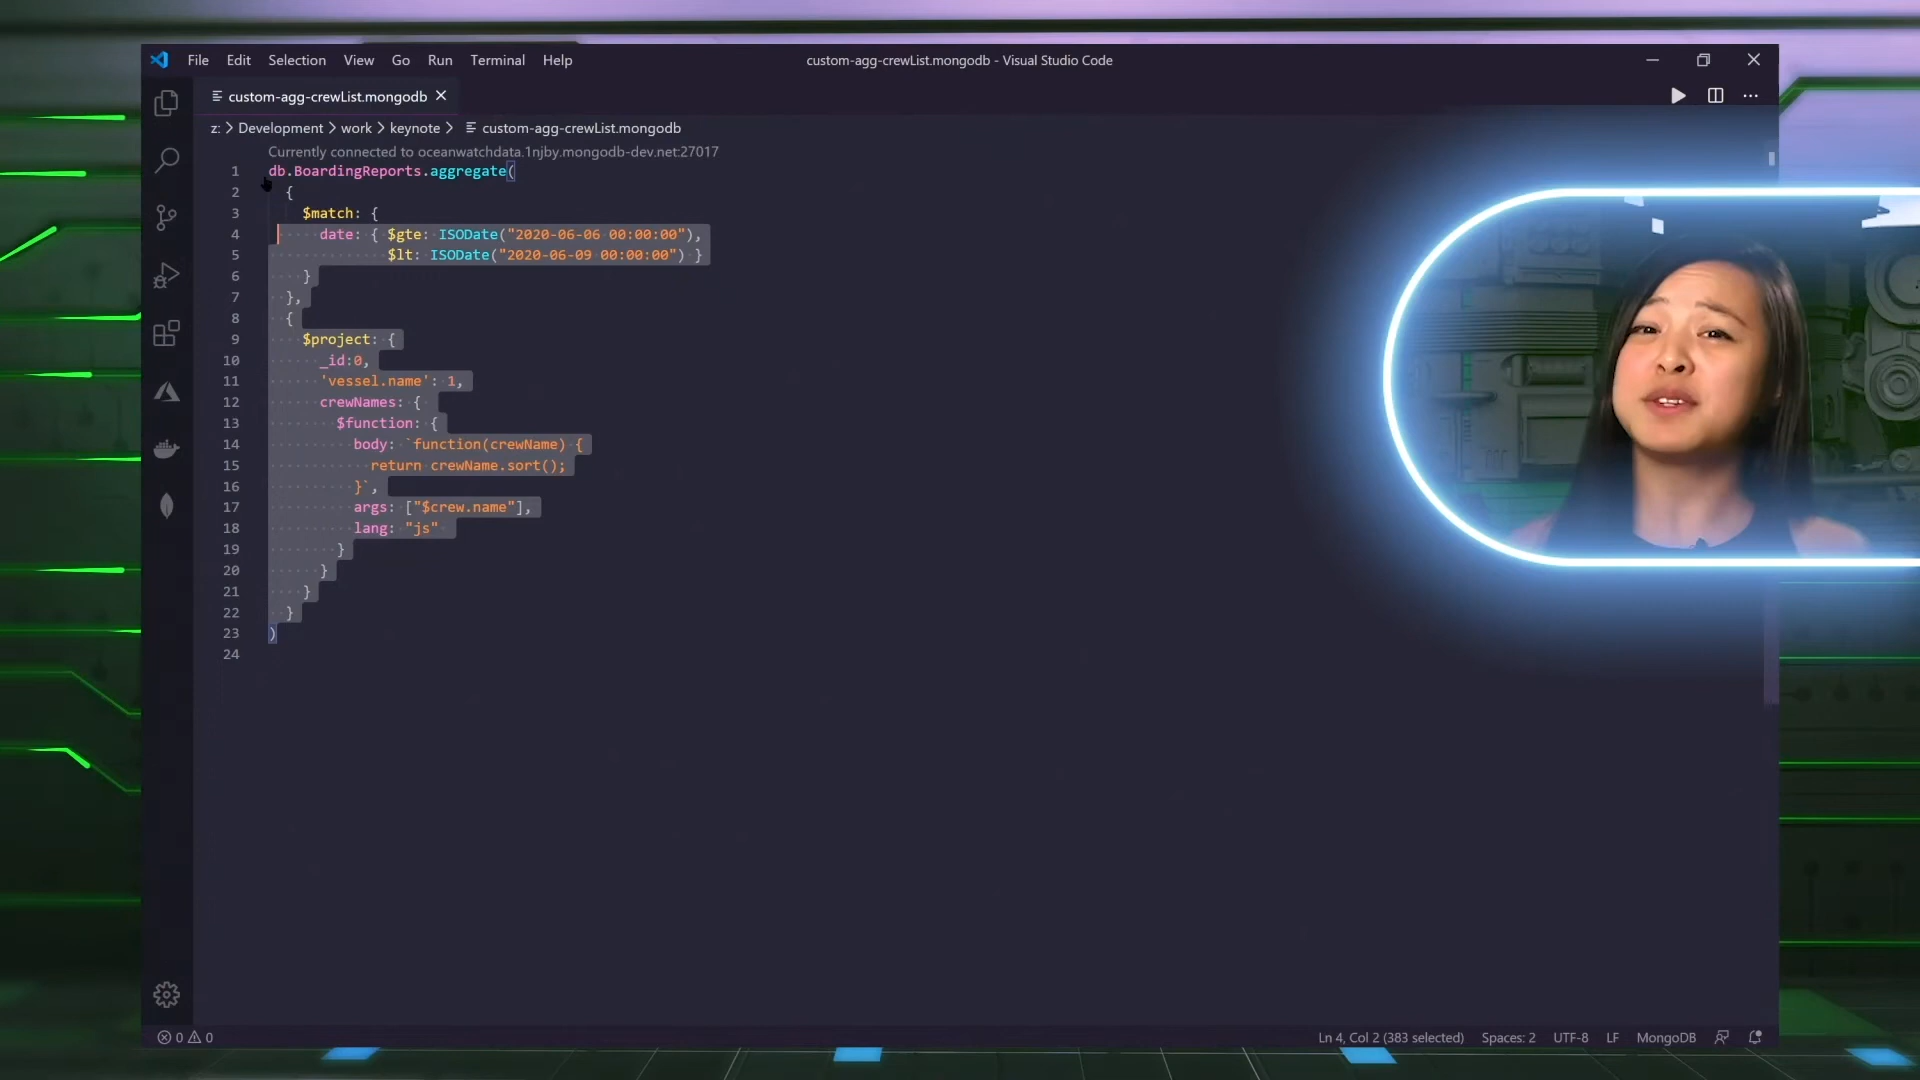 File Edit Selection View Go Run Terminal Help
custom-agg-crewList.mongodb - Visual Studio Code
custom-agg-crewList.mongodb
z: > Development > work > keynote > custom-agg-crewList.mongodb
Currently connected to oceanwatchdata.1njby.mongodb-dev.net:27017
1 db.BoardingReports.aggregate(
2 {
3 $match: {
4 date: { $gte: ISODate("2020-06-06 00:00:00"),
5 $lt: ISODate("2020-06-09 00:00:00") }
6 }
7 },
8 {
9 $project: {
10 _id:0,
11 'vessel.name': 1,
12 crewNames: {
13 $function: {
14 body: `function(crewName) {
15 return crewName.sort();
16 }`,
17 args: ["$crew.name"],
18 lang: "js"
19 }
20 }
21 }
22 }
23 )
24
0 0
Ln 4, Col 2 (383 selected) Spaces: 2 UTF-8 LF MongoDB